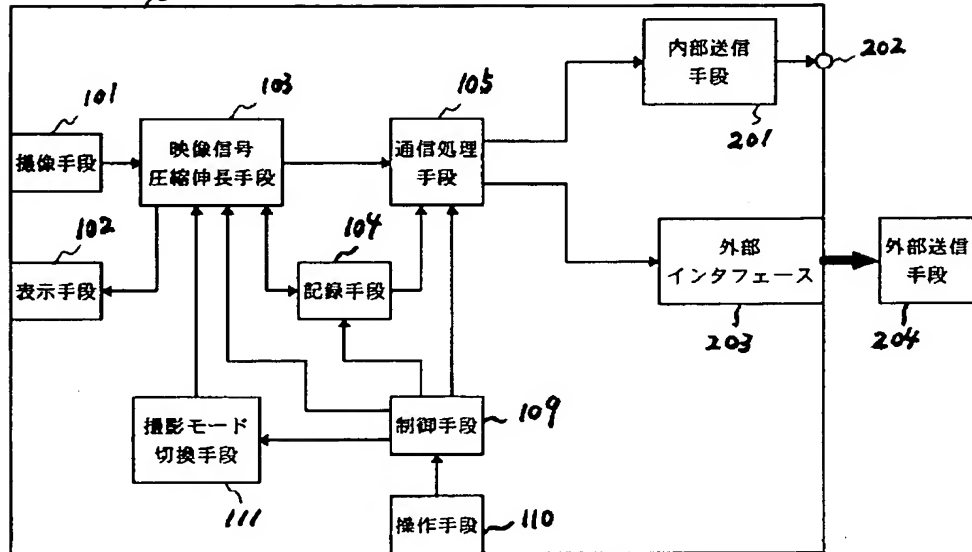 内部送信
手段
202
201
101
撮像手段
103
映像信号
圧縮伸長手段
105
通信処理
手段
102
表示手段
104
記録手段
外部
インタフェース
203
外部送信
手段
204
撮影モード
切換手段
111
制御手段
109
操作手段
110